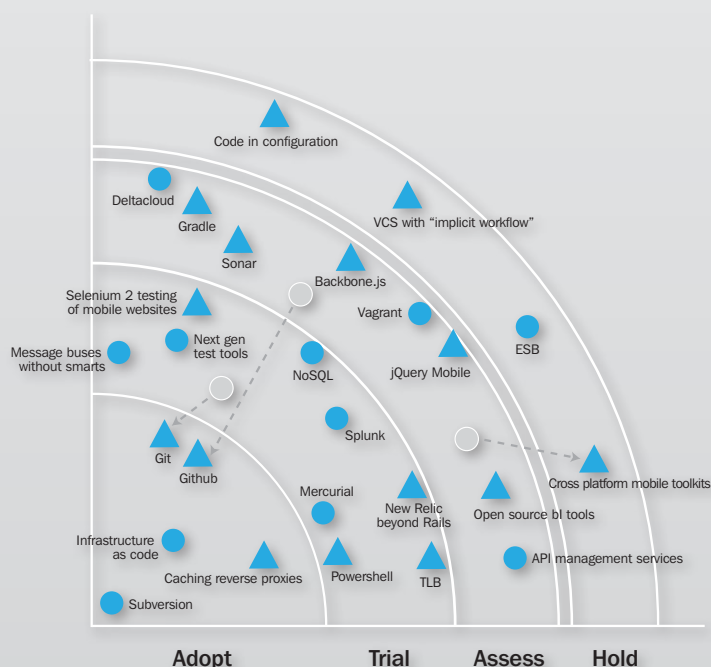 Code in configuration
Deltacloud
Gradle
VCS with “implicit workflow”
Sonar
Backbone.js
Selenium 2 testing
of mobile websites
Vagrant
Next gen
test tools
Message buses
without smarts
ESB
NoSQL
jQuery Mobile
Splunk
Git
Github
Cross platform mobile toolkits
Mercurial
New Relic
beyond Rails
Open source bI tools
Infrastructure
as code
Caching reverse proxies
Powershell
TLB
API management services
Subversion
Adopt
Trial
Assess
Hold